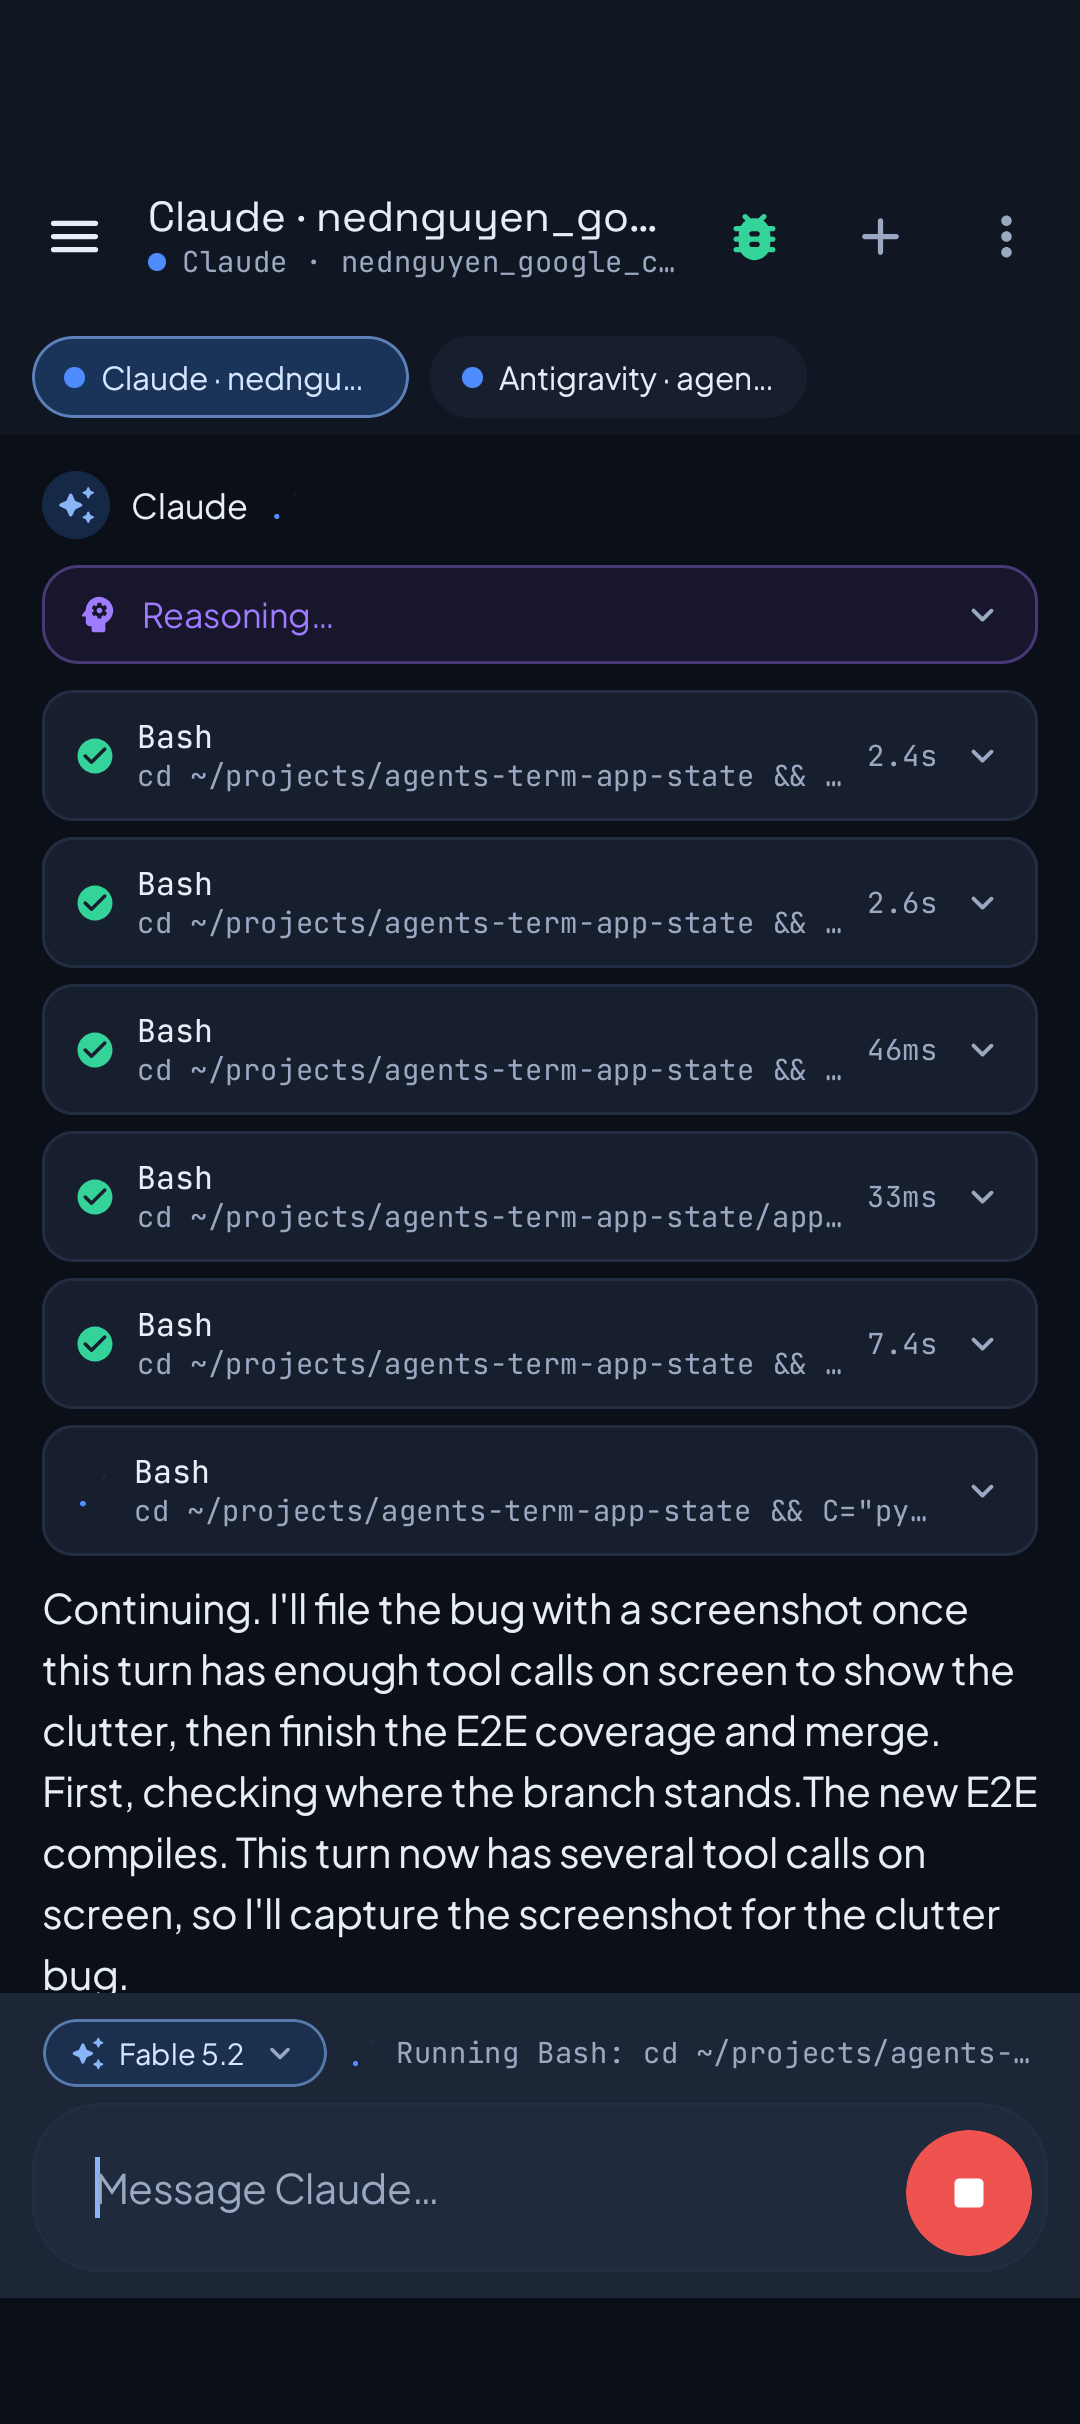 Claude · nednguyen_go…
Claude · nednguyen_google_c…
Claude · nedngu…
Antigravity · agen…
Claude
Reasoning…
Bash
cd ~/projects/agents-term-app-state && …
2.4s
Bash
cd ~/projects/agents-term-app-state && …
2.6s
Bash
cd ~/projects/agents-term-app-state && …
46ms
Bash
cd ~/projects/agents-term-app-state/app…
33ms
Bash
cd ~/projects/agents-term-app-state && …
7.4s
Bash
cd ~/projects/agents-term-app-state && C="py…
Continuing. I'll file the bug with a screenshot once
this turn has enough tool calls on screen to show the
clutter, then finish the E2E coverage and merge.
First, checking where the branch stands.The new E2E
compiles. This turn now has several tool calls on
screen, so I'll capture the screenshot for the clutter
bug.
Fable 5.2
Running Bash: cd ~/projects/agents-…
Message Claude…